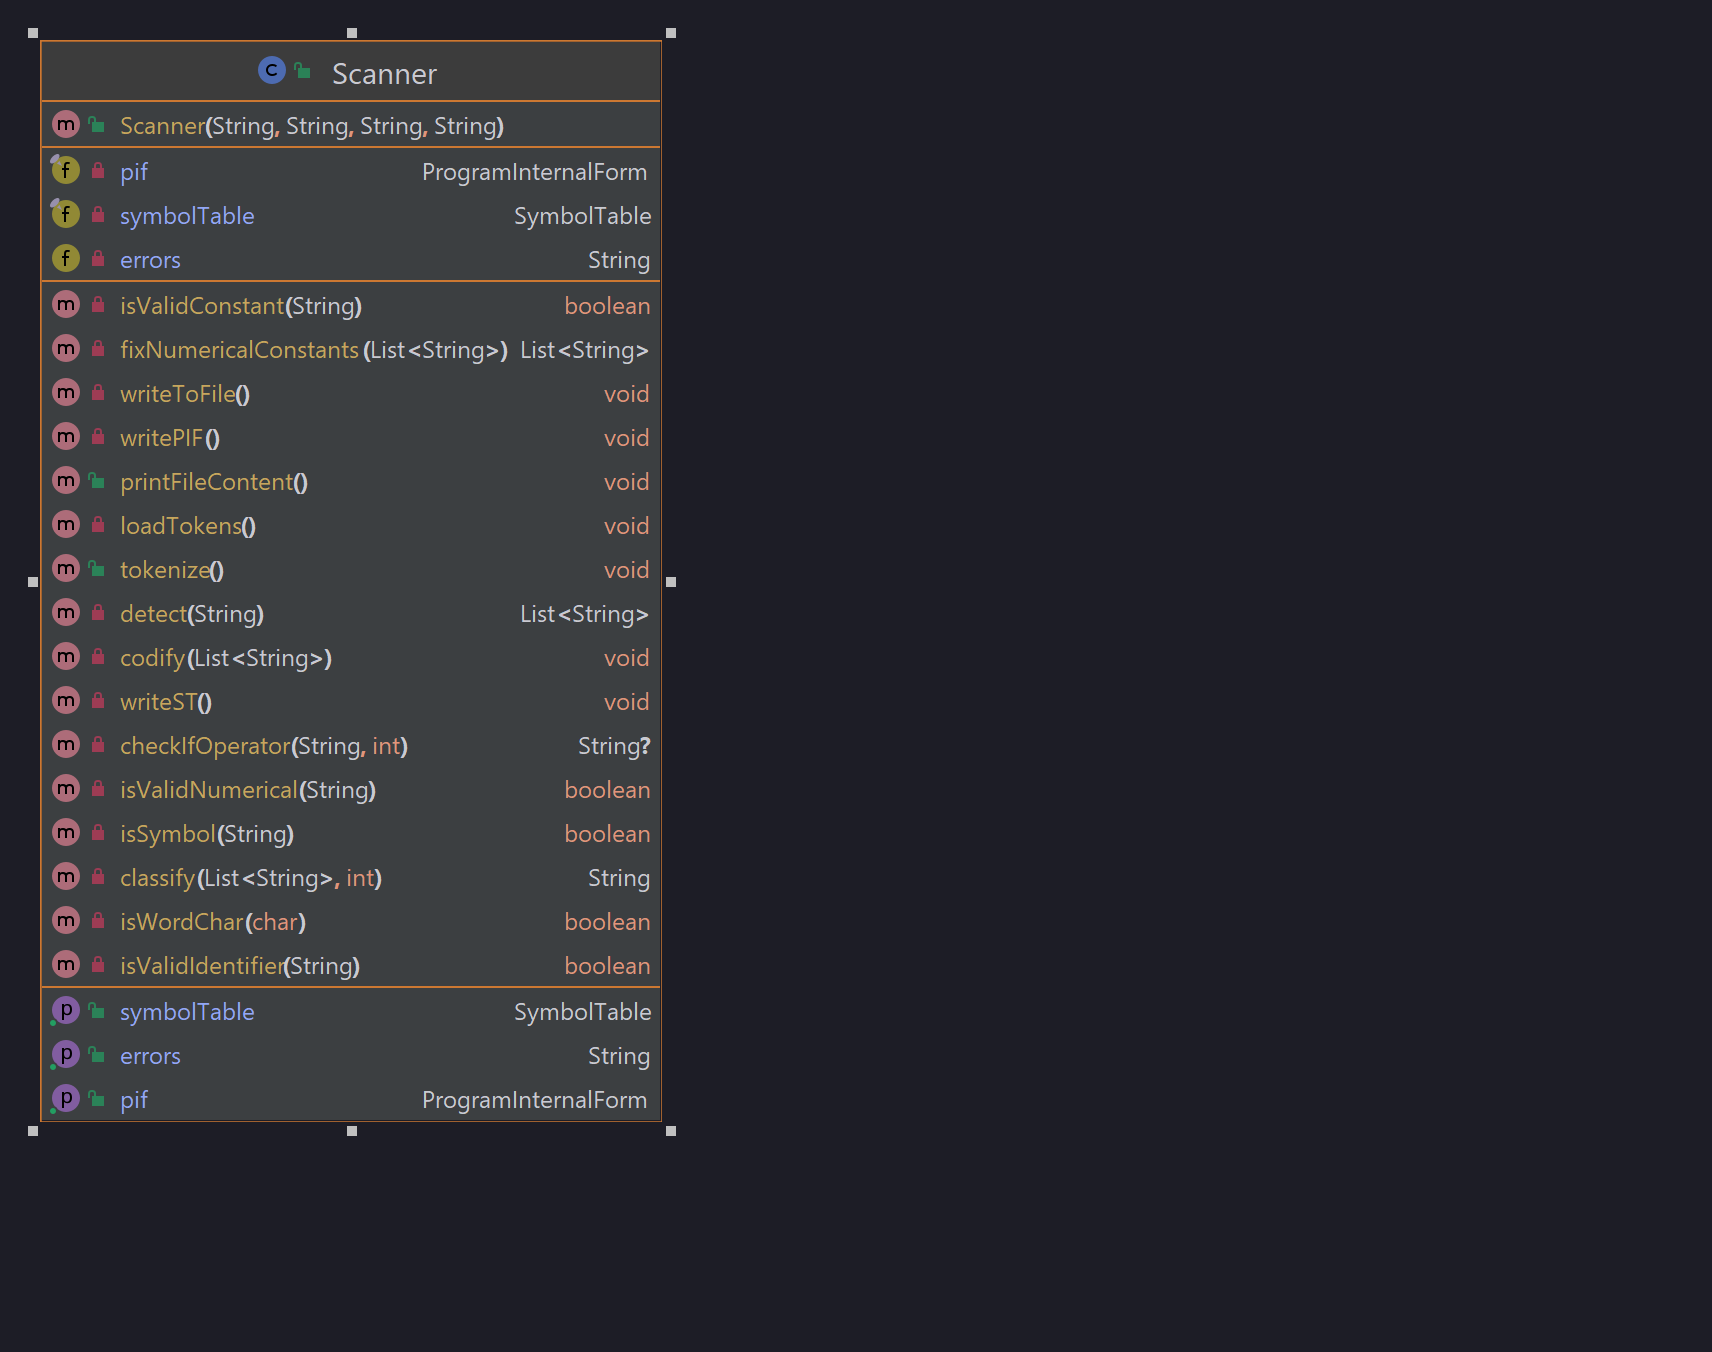 C Scanner
m Scanner(String, String, String, String)
f pif ProgramInternalForm
f symbolTable SymbolTable
f errors String
m isValidConstant(String) boolean
m fixNumericalConstants(List<String>) List<String>
m writeToFile() void
m writePIF() void
m printFileContent() void
m loadTokens() void
m tokenize() void
m detect(String) List<String>
m codify(List<String>) void
m writeST() void
m checkIfOperator(String, int) String?
m isValidNumerical(String) boolean
m isSymbol(String) boolean
m classify(List<String>, int) String
m isWordChar(char) boolean
m isValidIdentifier(String) boolean
p symbolTable SymbolTable
p errors String
p pif ProgramInternalForm